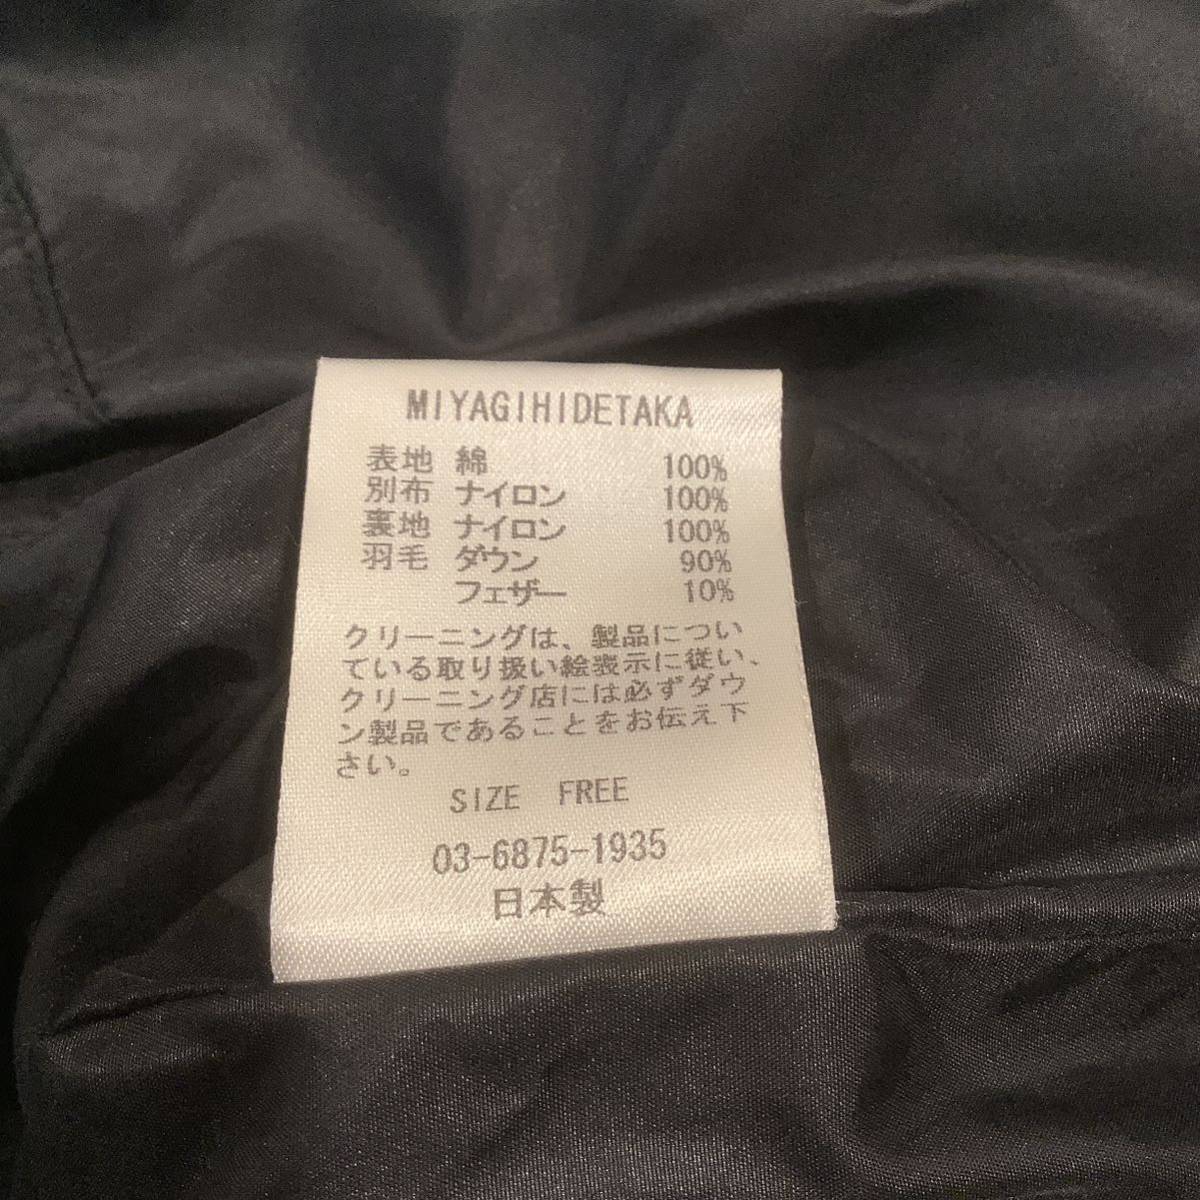 MIYAGIHIDETAKA
表地 綿 100%
別布 ナイロン 100%
裏地 ナイロン 100%
羽毛 ダウン 90%
フェザー 10%
クリーニングは、製品につい
ている取り扱い絵表示に従い、
クリーニング店には必ずダウ
ン製品であることをお伝え下
さい。
SIZE FREE
03-6875-1935
日本製